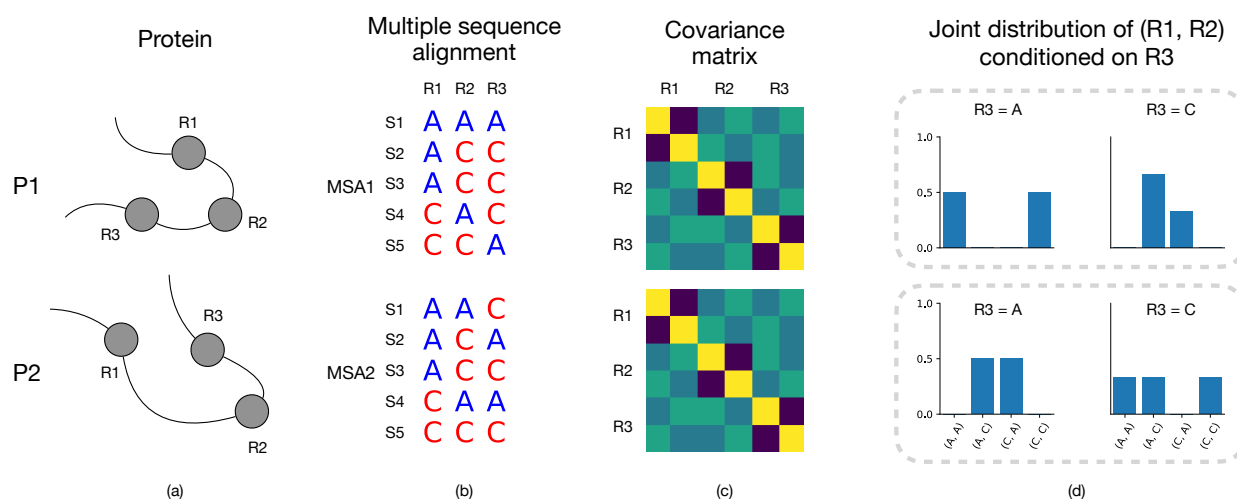 Protein
Multiple sequence
alignment
Covariance
matrix
Joint distribution of (R1, R2)
conditioned on R3
P1
R1
R2
R3
R1 R2 R3
MSA1
S1 A A A
S2 A C C
S3 A C C
S4 C A C
S5 C C A
R1 R2 R3
R1
R2
R3
R3 = A
R3 = C
1.0
0.5
0.0
P2
R3
R1
R2
MSA2
S1 A A C
S2 A C A
S3 A C C
S4 C A A
S5 C C C
R1
R2
R3
R3 = A
R3 = C
1.0
0.5
0.0
(A, A)
(A, C)
(C, A)
(C, C)
(A, A)
(A, C)
(C, A)
(C, C)
(a)
(b)
(c)
(d)